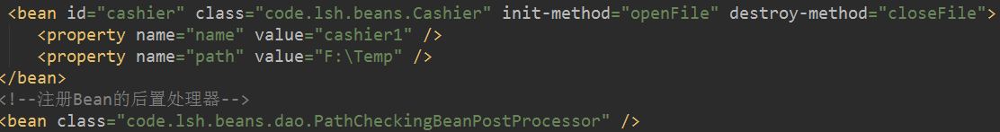 <bean id="cashier" class="code.lsh.beans.Cashier" init-method="openFile" destroy-method="closeFile">
    <property name="name" value="cashier1" />
    <property name="path" value="F:\Temp" />
</bean>
<!--注册Bean的后置处理器-->
<bean class="code.lsh.beans.dao.PathCheckingBeanPostProcessor" />